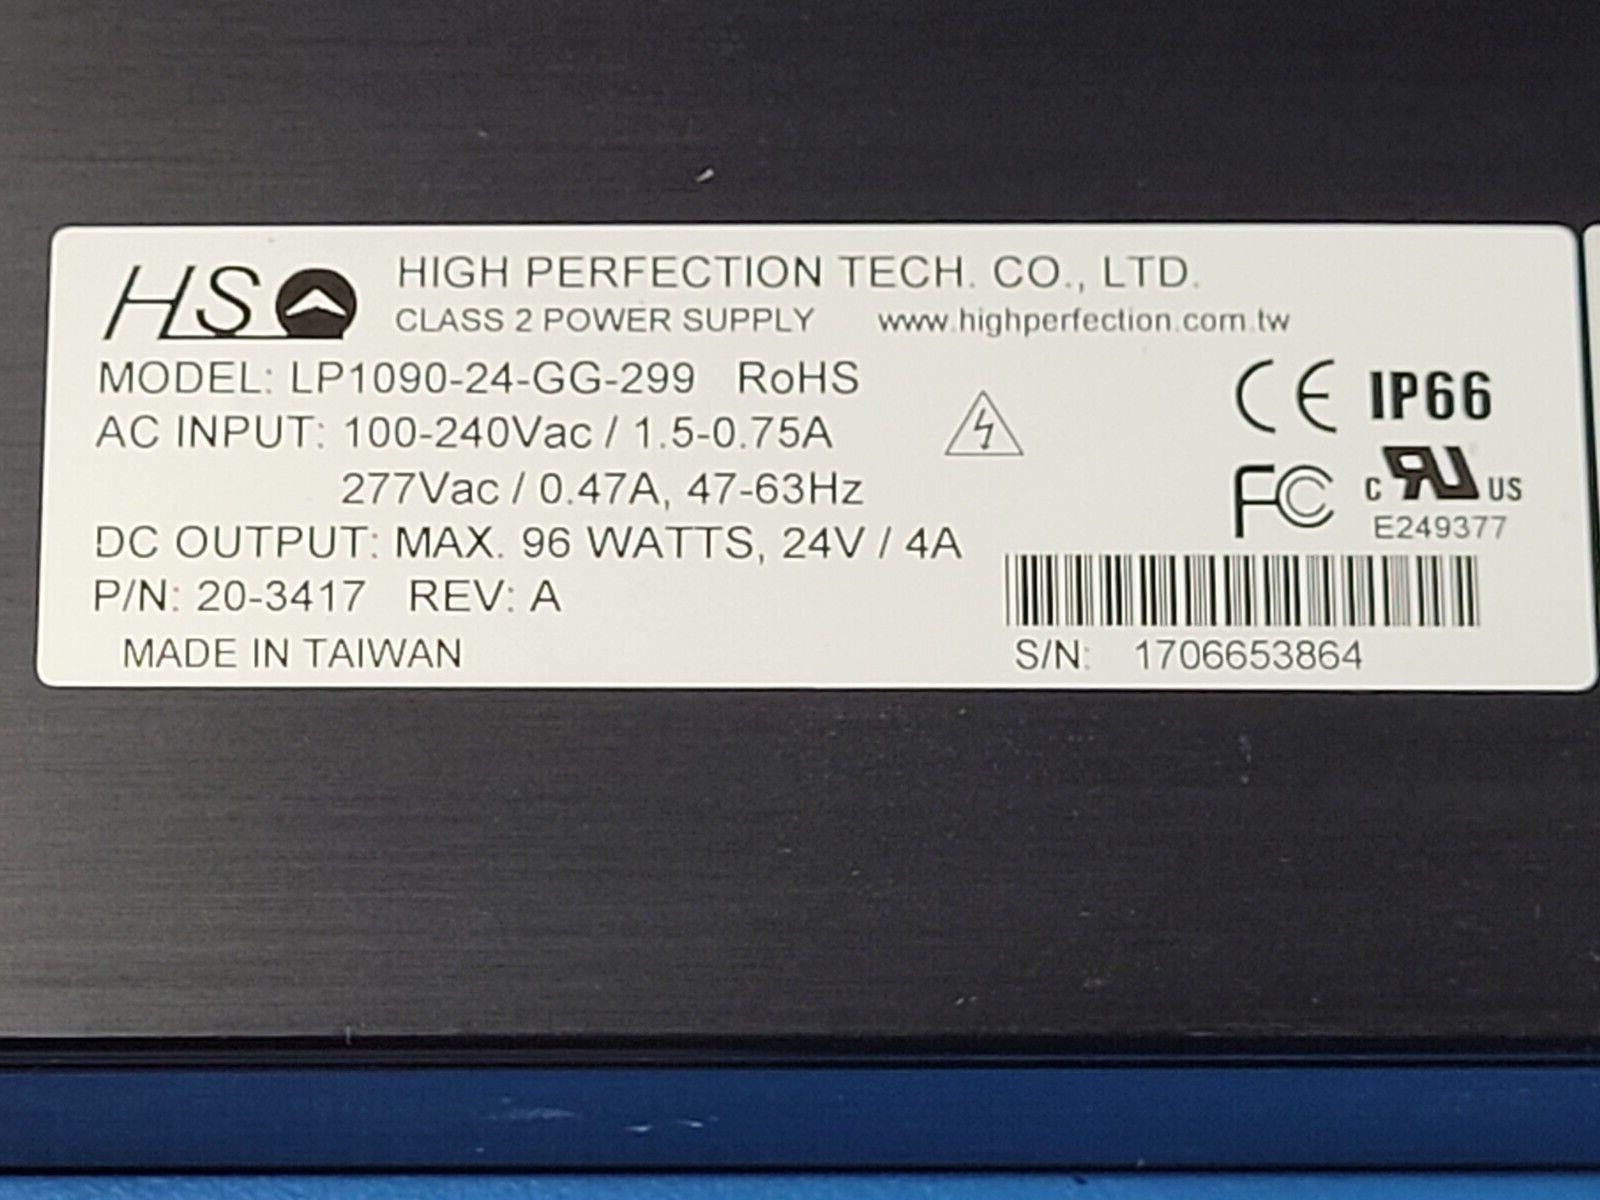 HS
HIGH PERFECTION TECH. CO., LTD.
CLASS 2 POWER SUPPLY www.highperfection.com.tw
MODEL: LP1090-24-GG-299 RoHS
AC INPUT: 100-240Vac / 1.5-0.75A
277Vac / 0.47A, 47-63Hz
DC OUTPUT: MAX. 96 WATTS, 24V / 4A
P/N: 20-3417 REV: A
MADE IN TAIWAN
CE IP66
FC c RU US
E249377
S/N: 1706653864